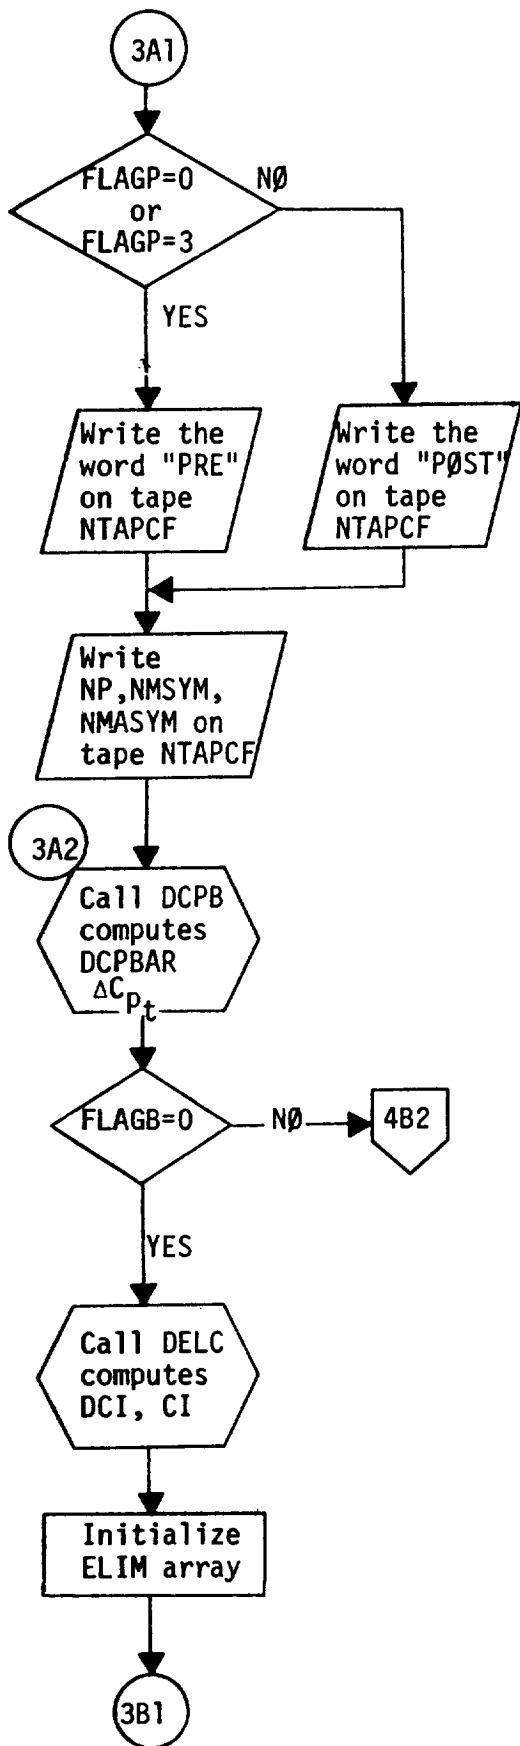 3A1
FLAGP=0
or
FLAGP=3
NØ
YES
Write the
word "PRE"
on tape
NTAPCF
Write the
word "PØST"
on tape
NTAPCF
Write
NP,NMSYM,
NMASYM on
tape NTAPCF
3A2
Call DCPB
computes
DCPBAR
ΔCpt
FLAGB=0
NØ
4B2
YES
Call DELC
computes
DCI, CI
Initialize
ELIM array
3B1